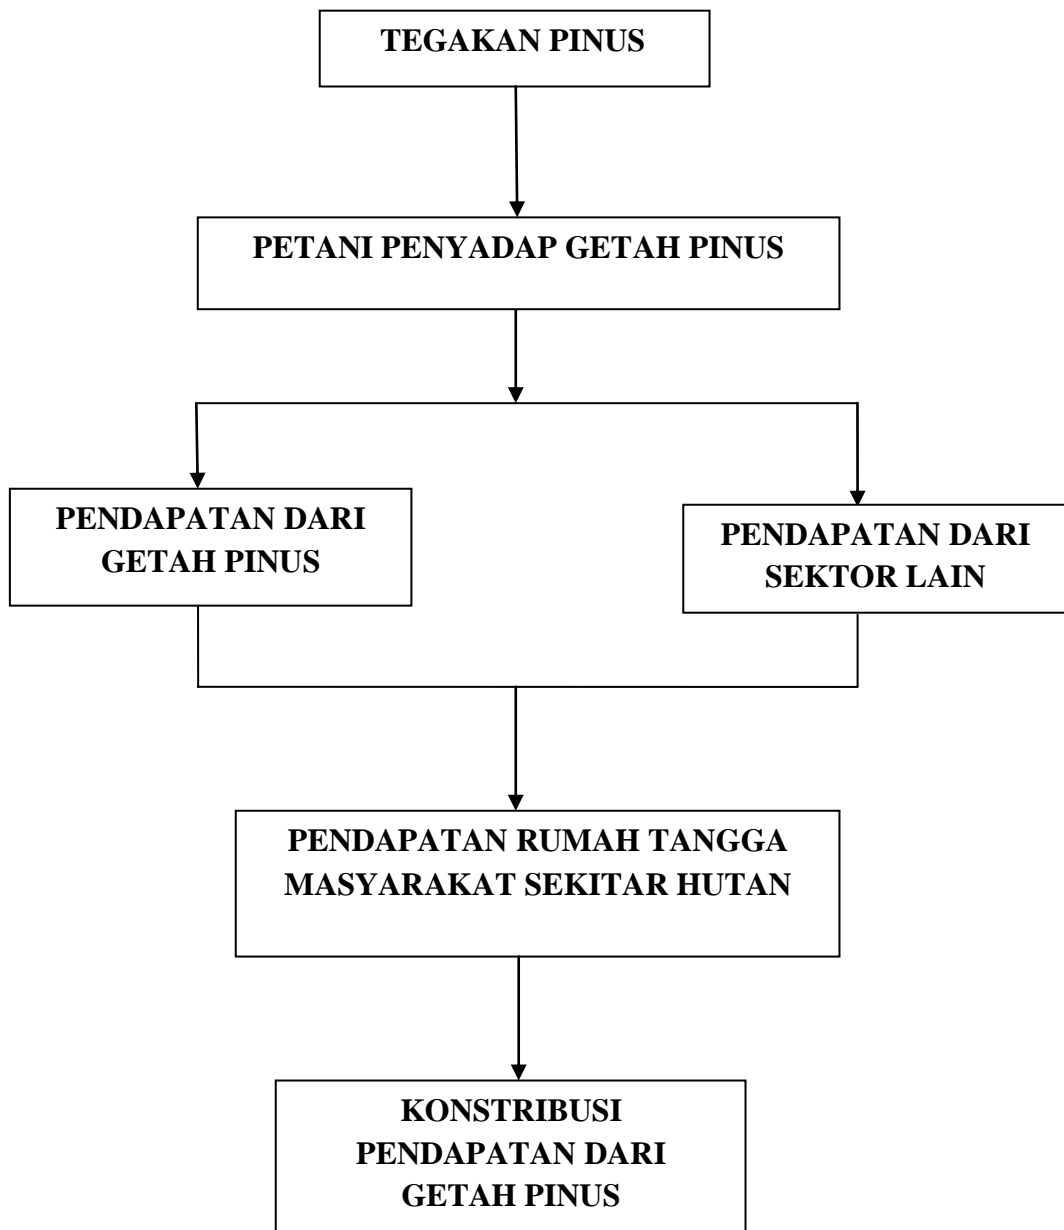 TEGAKAN PINUS
PETANI PENYADAP GETAH PINUS
PENDAPATAN DARI
GETAH PINUS
PENDAPATAN DARI
SEKTOR LAIN
PENDAPATAN RUMAH TANGGA
MASYARAKAT SEKITAR HUTAN
KONSTRIBUSI
PENDAPATAN DARI
GETAH PINUS